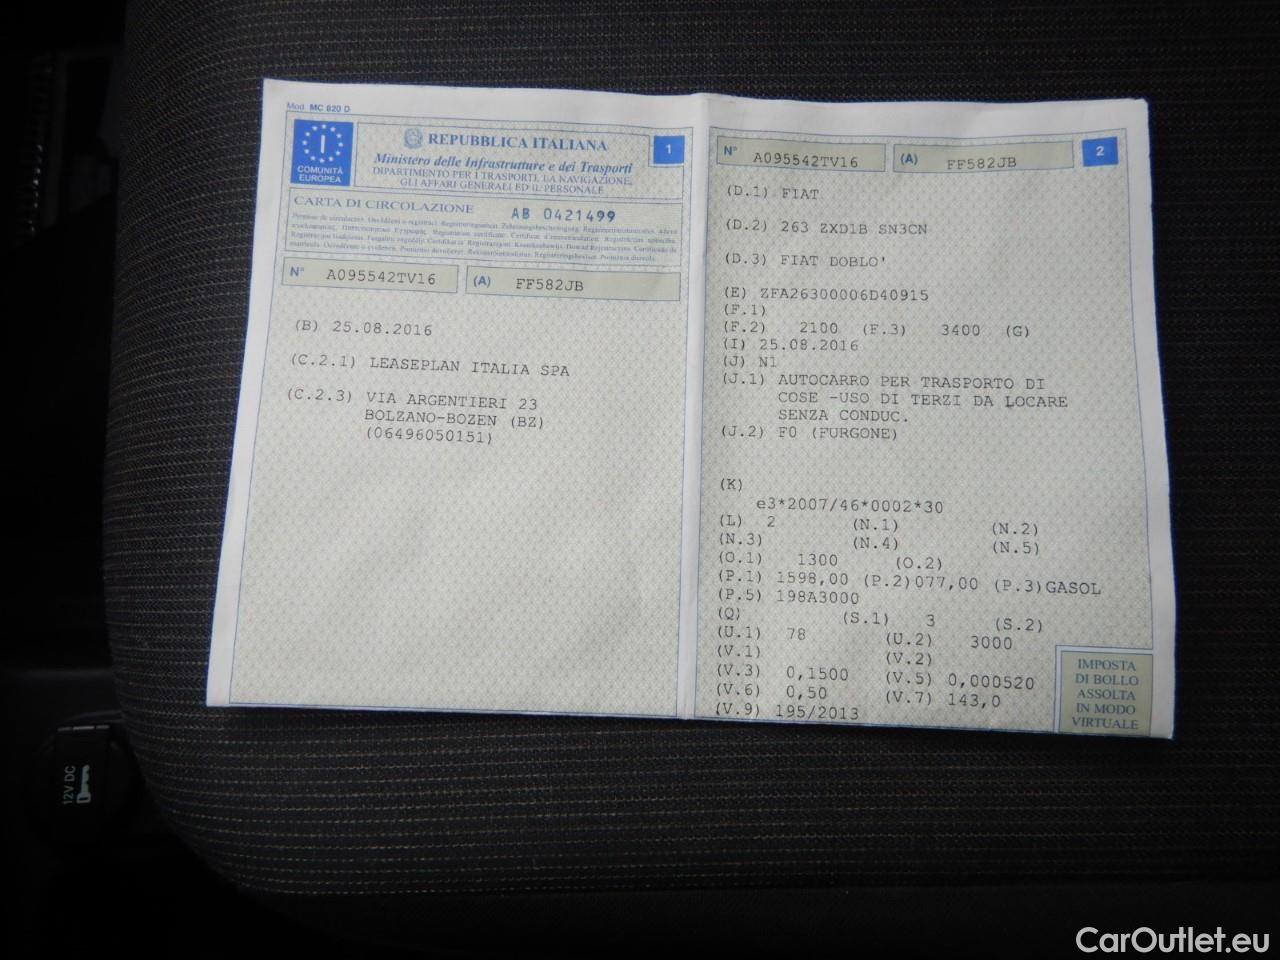 Mod. MC 820 D
I
COMUNITÀ
EUROPEA
REPUBBLICA ITALIANA
Ministero delle Infrastrutture e dei Trasporti
DIPARTIMENTO PER I TRASPORTI, LA NAVIGAZIONE,
GLI AFFARI GENERALI ED IL PERSONALE
1
CARTA DI CIRCOLAZIONE AB 0421499
N° A095542TV16 (A) FF582JB
(B) 25.08.2016
(C.2.1) LEASEPLAN ITALIA SPA
(C.2.3) VIA ARGENTIERI 23
BOLZANO-BOZEN (BZ)
(06496050151)
N° A095542TV16 (A) FF582JB
2
(D.1) FIAT
(D.2) 263 ZXD1B SN3CN
(D.3) FIAT DOBLO'
(E) ZFA26300006D40915
(F.1)
(F.2) 2100 (F.3) 3400 (G)
(I) 25.08.2016
(J) N1
(J.1) AUTOCARRO PER TRASPORTO DI
COSE -USO DI TERZI DA LOCARE
SENZA CONDUC.
(J.2) F0 (FURGONE)
(K)
e3*2007/46*0002*30
(L) 2 (N.1) (N.2)
(N.3) (N.4) (N.5)
(O.1) 1300 (O.2)
(P.1) 1598,00 (P.2)077,00 (P.3)GASOL
(P.5) 198A3000
(Q) (S.1) 3 (S.2)
(U.1) 78 (U.2) 3000
(V.1) (V.2)
(V.3) 0,1500 (V.5) 0,000520
(V.6) 0,50 (V.7) 143,0
(V.9) 195/2013
IMPOSTA
DI BOLLO
ASSOLTA
IN MODO
VIRTUALE
12V DC
CarOutlet.eu